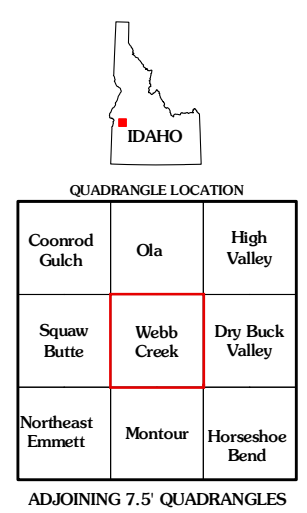 IDAHO
QUADRANGLE LOCATION
Coonrod
Gulch
Ola
High
Valley
Squaw
Butte
Webb
Creek
Dry Buck
Valley
Northeast
Emmett
Montour
Horseshoe
Bend
ADJOINING 7.5' QUADRANGLES